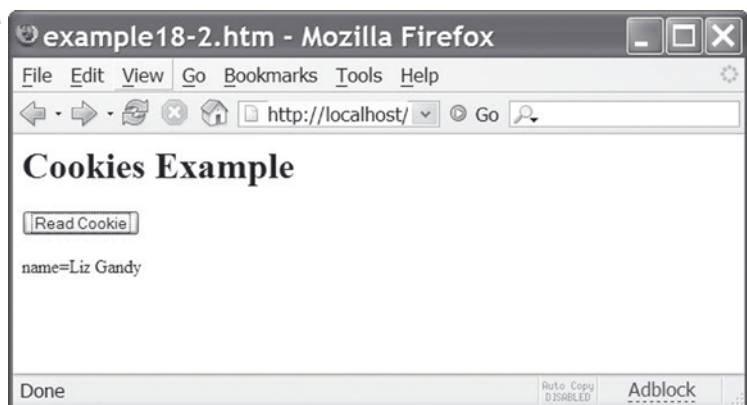 example18-2.htm - Mozilla Firefox
File Edit View Go Bookmarks Tools Help
http://localhost/ Go
Cookies Example
Read Cookie
name=Liz Gandy
Done Auto Copy DISABLED Adblock